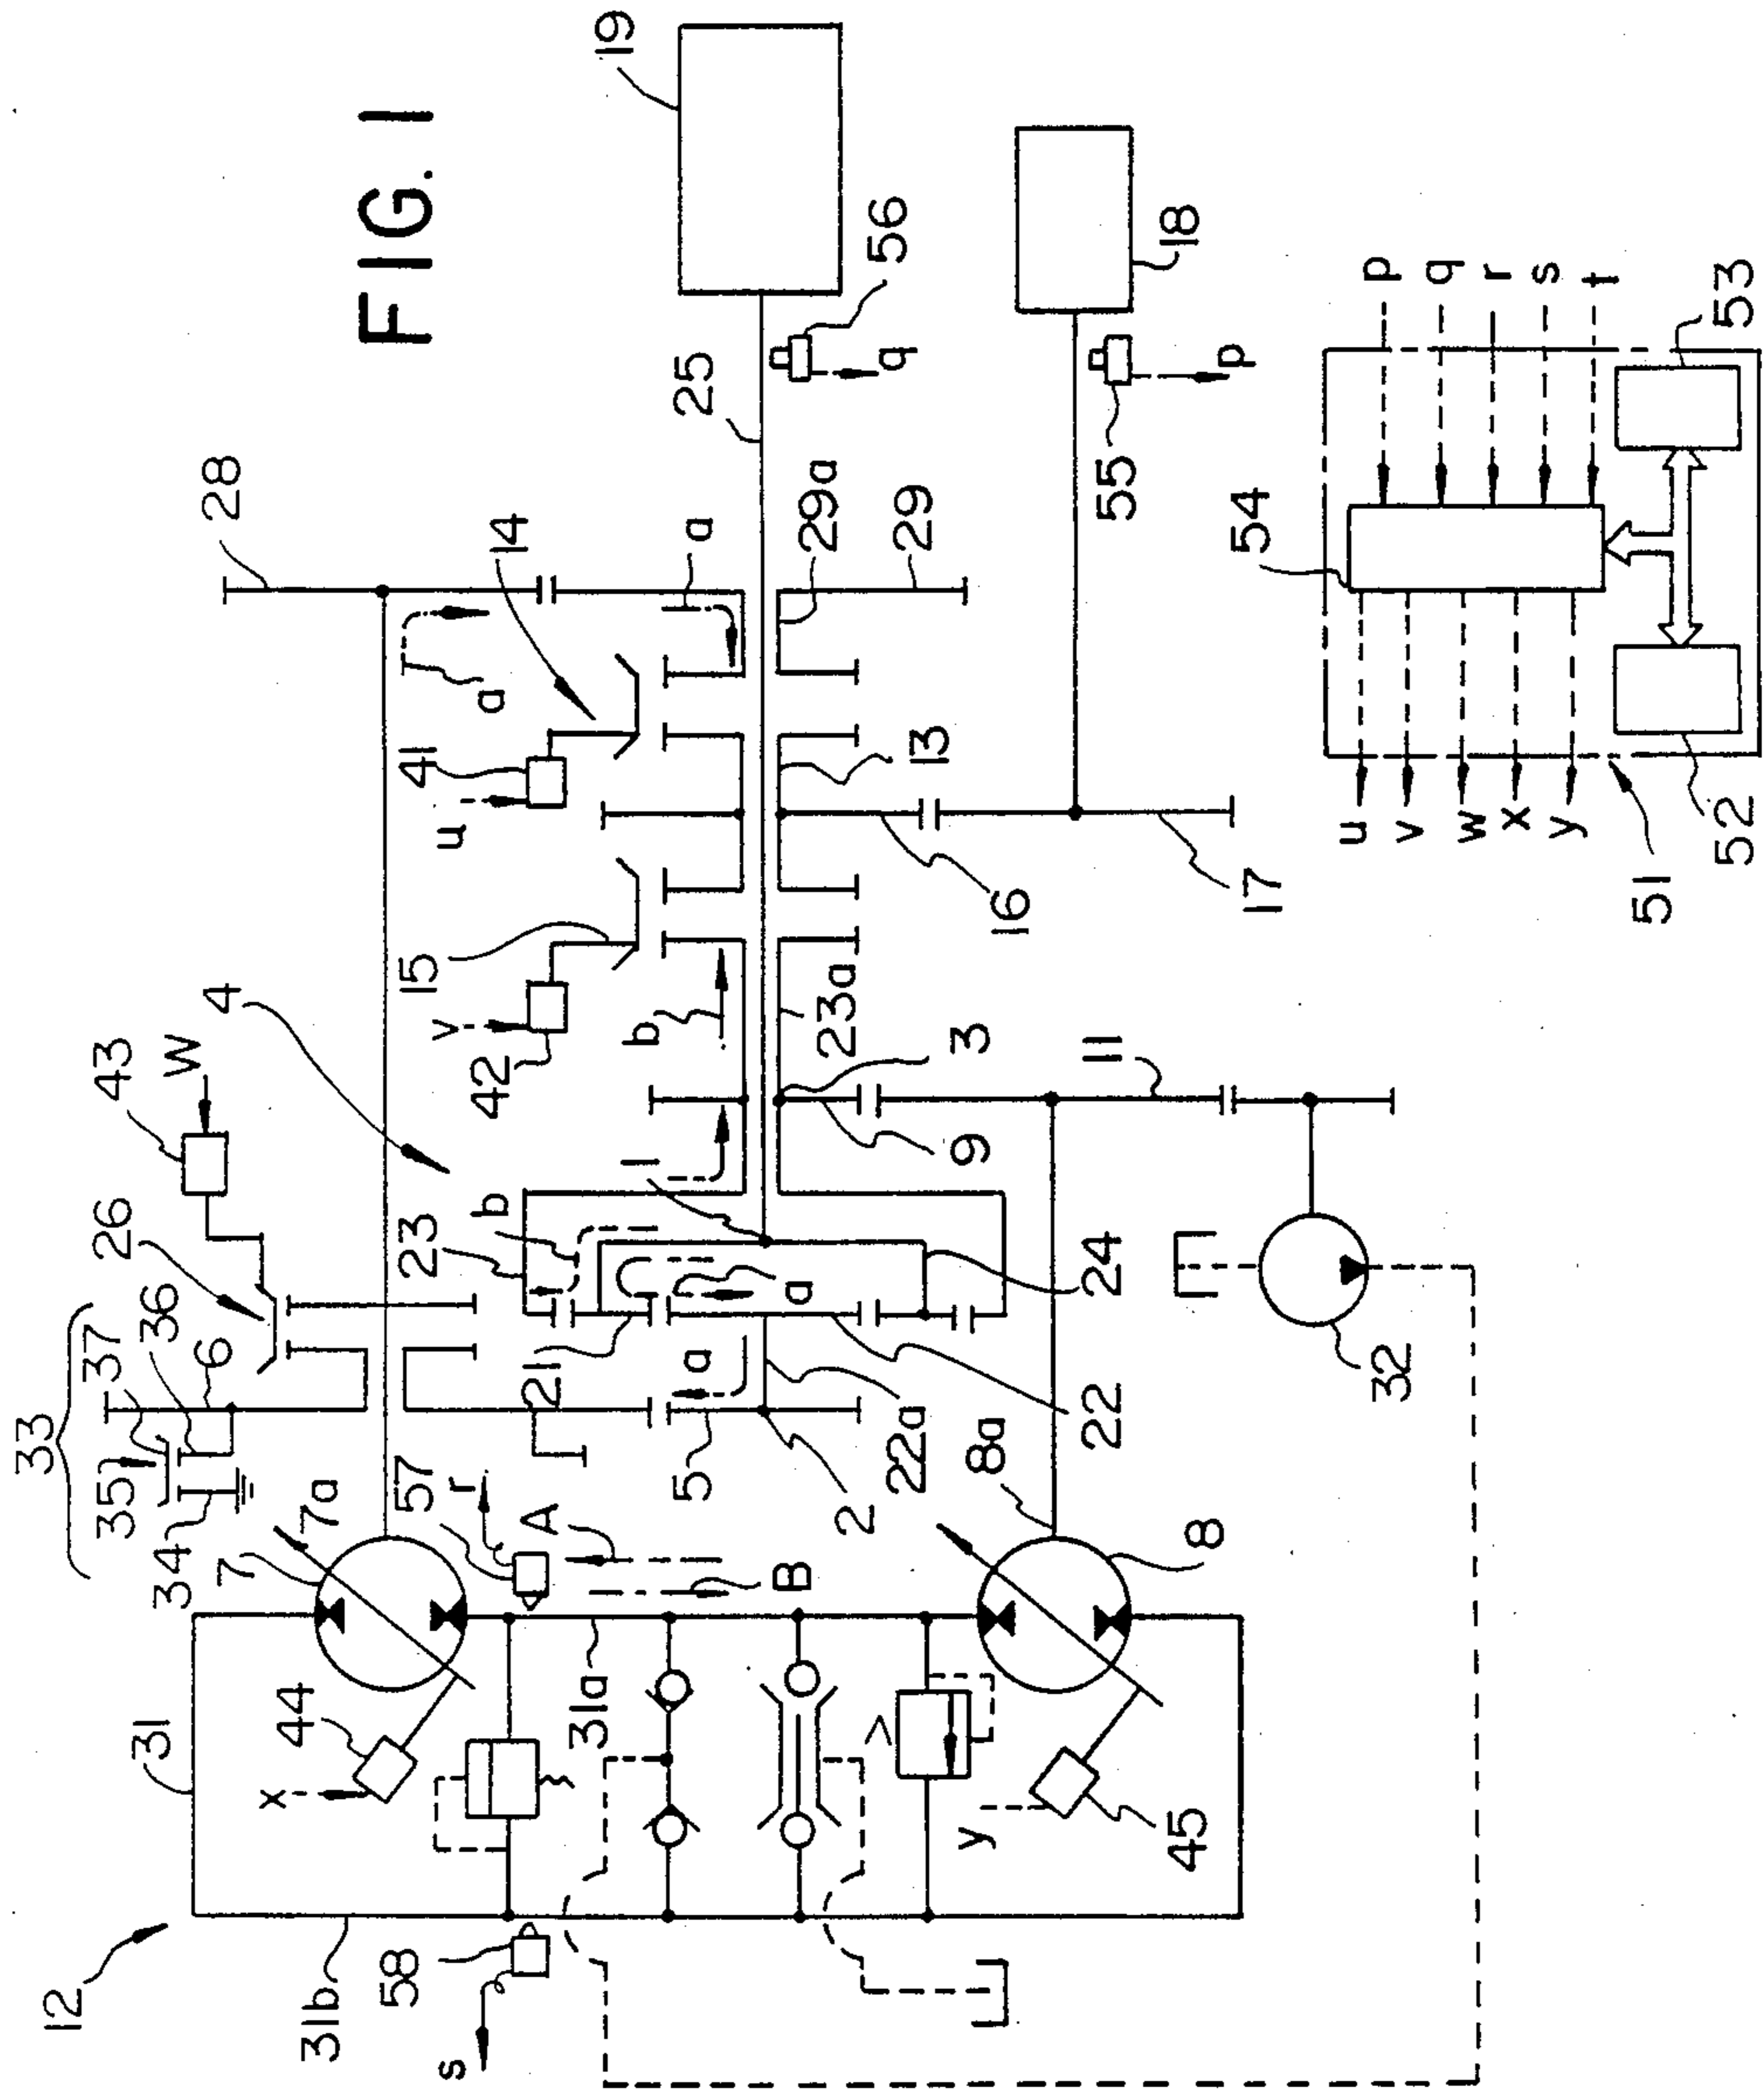 FIG. 1
19
56
q
25
18
55
p
28
14
a
29a
29
a
41
u
13
16
17
15
v
42
b
23a
3
11
9
4
43
W
26
33
37
36
6
35
34
23
b
1
a
24
21
a
5
2
22a
22
8a
32
7a
7
57
r
A
B
8
31
44
x
31a
y
45
12
31b
58
s
54
p
q
r
s
t
53
52
51
u
v
w
x
y